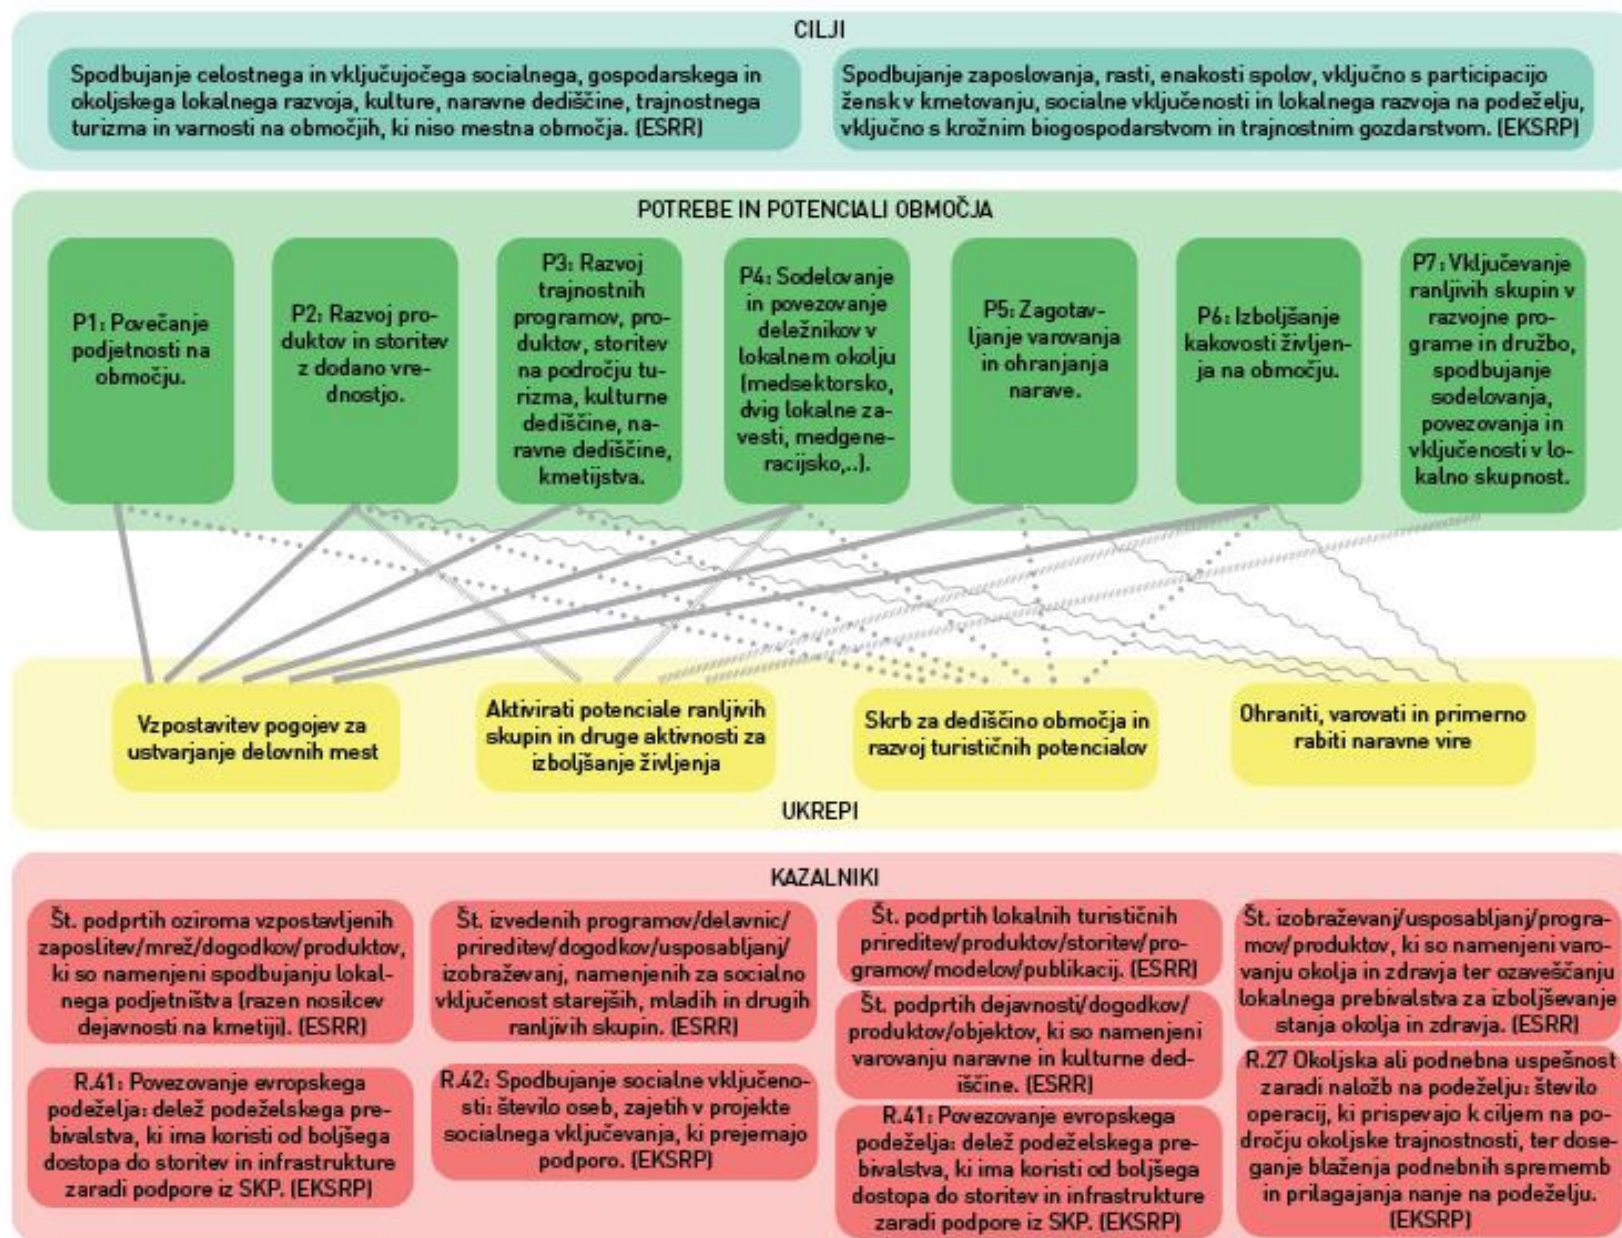 CILJI
Spodbujanje celostnega in vključujočega socialnega, gospodarskega in
okoljskega lokalnega razvoja, kulture, naravne dediščine, trajnostnega
turizma in varnosti na območjih, ki niso mestna območja. (ESRR)
Spodbujanje zaposlovanja, rasti, enakosti spolov, vključno s participacijo
žensk v kmetovanju, socialne vključenosti in lokalnega razvoja na podeželju,
vključno s krožnim biogospodarstvom in trajnostnim gozdarstvom. (EKSRP)
POTREBE IN POTENCIALI OBMOČJA
P1: Povečanje
podjetnosti na
območju.
P2: Razvoj pro-
duktov in storitev
z dodano vre-
dnostjo.
P3: Razvoj
trajnostnih
programov, pro-
duktov, storitev
na področju tu-
rizma, kulturne
dediščine, na-
ravne dediščine,
kmetijstva.
P4: Sodelovanje
in povezovanje
deležnikov v
lokalnem okolju
(medsektorsko,
dvig lokalne za-
vesti, medgene-
racijsko,..).
P5: Zagotav-
ljanje varovanja
in ohranjanja
narave.
P6: Izboljšanje
kakovosti življen-
ja na območju.
P7: Vključevanje
ranljivih skupin v
razvojne pro-
grame in družbo,
spodbujanje
sodelovanja,
povezovanja in
vključenosti v lo-
kalno skupnost.
Vzpostavitev pogojev za
ustvarjanje delovnih mest
Aktivirati potenciale ranljivih
skupin in druge aktivnosti za
izboljšanje življenja
Skrb za dediščino območja in
razvoj turističnih potencialov
Ohraniti, varovati in primerno
rabiti naravne vire
UKREPI
KAZALNIKI
Št. podprtih oziroma vzpostavljenih
zaposlitev/mrež/dogodkov/produktov,
ki so namenjeni spodbujanju lokal-
nega podjetništva (razen nosilcev
dejavnosti na kmetiji). (ESRR)
R.41: Povezovanje evropskega
podeželja: delež podeželskega pre-
bivalstva, ki ima koristi od boljšega
dostopa do storitev in infrastrukture
zaradi podpore iz SKP. (EKSRP)
Št. izvedenih programov/delavnic/
prireditev/dogodkov/usposabljanj/
izobraževanj, namenjenih za socialno
vključenost starejših, mladih in drugih
ranljivih skupin. (ESRR)
R.42: Spodbujanje socialne vključeno-
sti: število oseb, zajetih v projekte
socialnega vključevanja, ki prejemajo
podporo. (EKSRP)
Št. podprtih lokalnih turističnih
prireditev/produktov/storitev/pro-
gramov/modelov/publikacij. (ESRR)
Št. podprtih dejavnosti/dogodkov/
produktov/objektov, ki so namenjeni
varovanju naravne in kulturne ded-
iščine. (ESRR)
R.41: Povezovanje evropskega
podeželja: delež podeželskega pre-
bivalstva, ki ima koristi od boljšega
dostopa do storitev in infrastrukture
zaradi podpore iz SKP. (EKSRP)
Št. izobraževanj/usposabljanj/progra-
mov/produktov, ki so namenjeni varo-
vanju okolja in zdravja ter ozaveščanju
lokalnega prebivalstva za izboljševanje
stanja okolja in zdravja. (ESRR)
R.27 Okoljska ali podnebna uspešnost
zaradi naložb na podeželju: število
operacij, ki prispevajo k ciljem na po-
dročju okoljske trajnostnosti, ter dose-
ganje blaženja podnebnih sprememb
in prilagajanja nanje na podeželju.
(EKSRP)